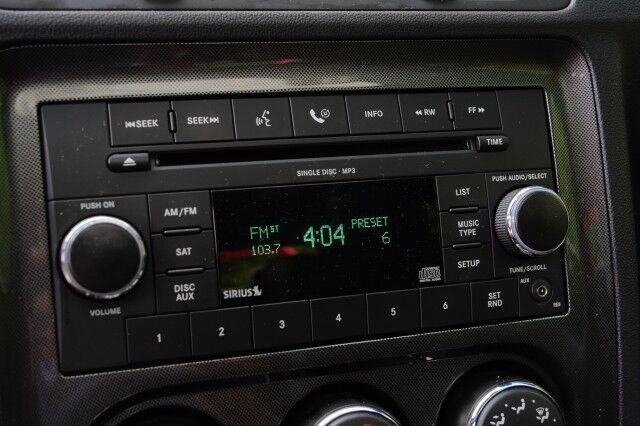 SEEK
SEEK
INFO
RW
FF
TIME
SINGLE DISC · MP3
PUSH ON
VOLUME
AM/FM
SAT
DISC
AUX
FM ST
103.7
4:04
PRESET
6
SIRIUS
LIST
MUSIC
TYPE
SETUP
PUSH AUDIO/SELECT
TUNE/SCROLL
AUX
1
2
3
4
5
6
SET
RND